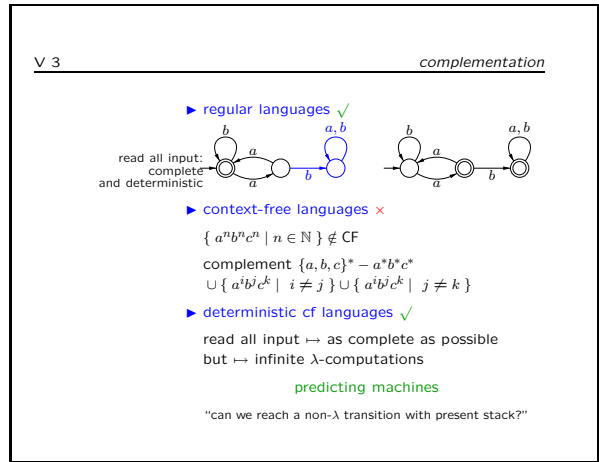 V 3 complementation
► regular languages √
b a a, b b a a, b
read all input:
complete
and deterministic
a b a b
► context-free languages ×
{ aⁿbⁿcⁿ | n ∈ ℕ } ∉ CF
complement {a, b, c}* − a*b*c*
∪ { aⁱbʲcᵏ | i ≠ j } ∪ { aⁱbʲcᵏ | j ≠ k }
► deterministic cf languages √
read all input ↦ as complete as possible
but ↦ infinite λ-computations
predicting machines
“can we reach a non-λ transition with present stack?”